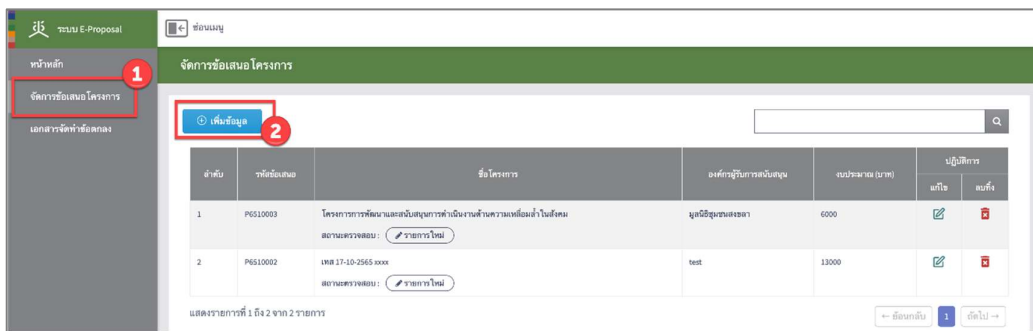 ระบบ E-Proposal
ซ่อนเมนู
หน้าหลัก
1
จัดการข้อเสนอโครงการ
จัดการข้อเสนอโครงการ
เอกสารจัดทำข้อตกลง
เพิ่มข้อมูล
2
ลำดับ รหัสข้อเสนอ ชื่อโครงการ องค์กรผู้รับการสนับสนุน งบประมาณ (บาท) ปฏิบัติการ
แก้ไข ลบทิ้ง
1 P6510003 โครงการการพัฒนาและสนับสนุนการดำเนินงานด้านความเหลื่อมล้ำในสังคม มูลนิธิชุมชนสงขลา 6000
สถานะตรวจสอบ : รายการใหม่
2 P6510002 เทส 17-10-2565 xxxx test 13000
สถานะตรวจสอบ : รายการใหม่
แสดงรายการที่ 1 ถึง 2 จาก 2 รายการ
← ย้อนกลับ 1 ถัดไป →